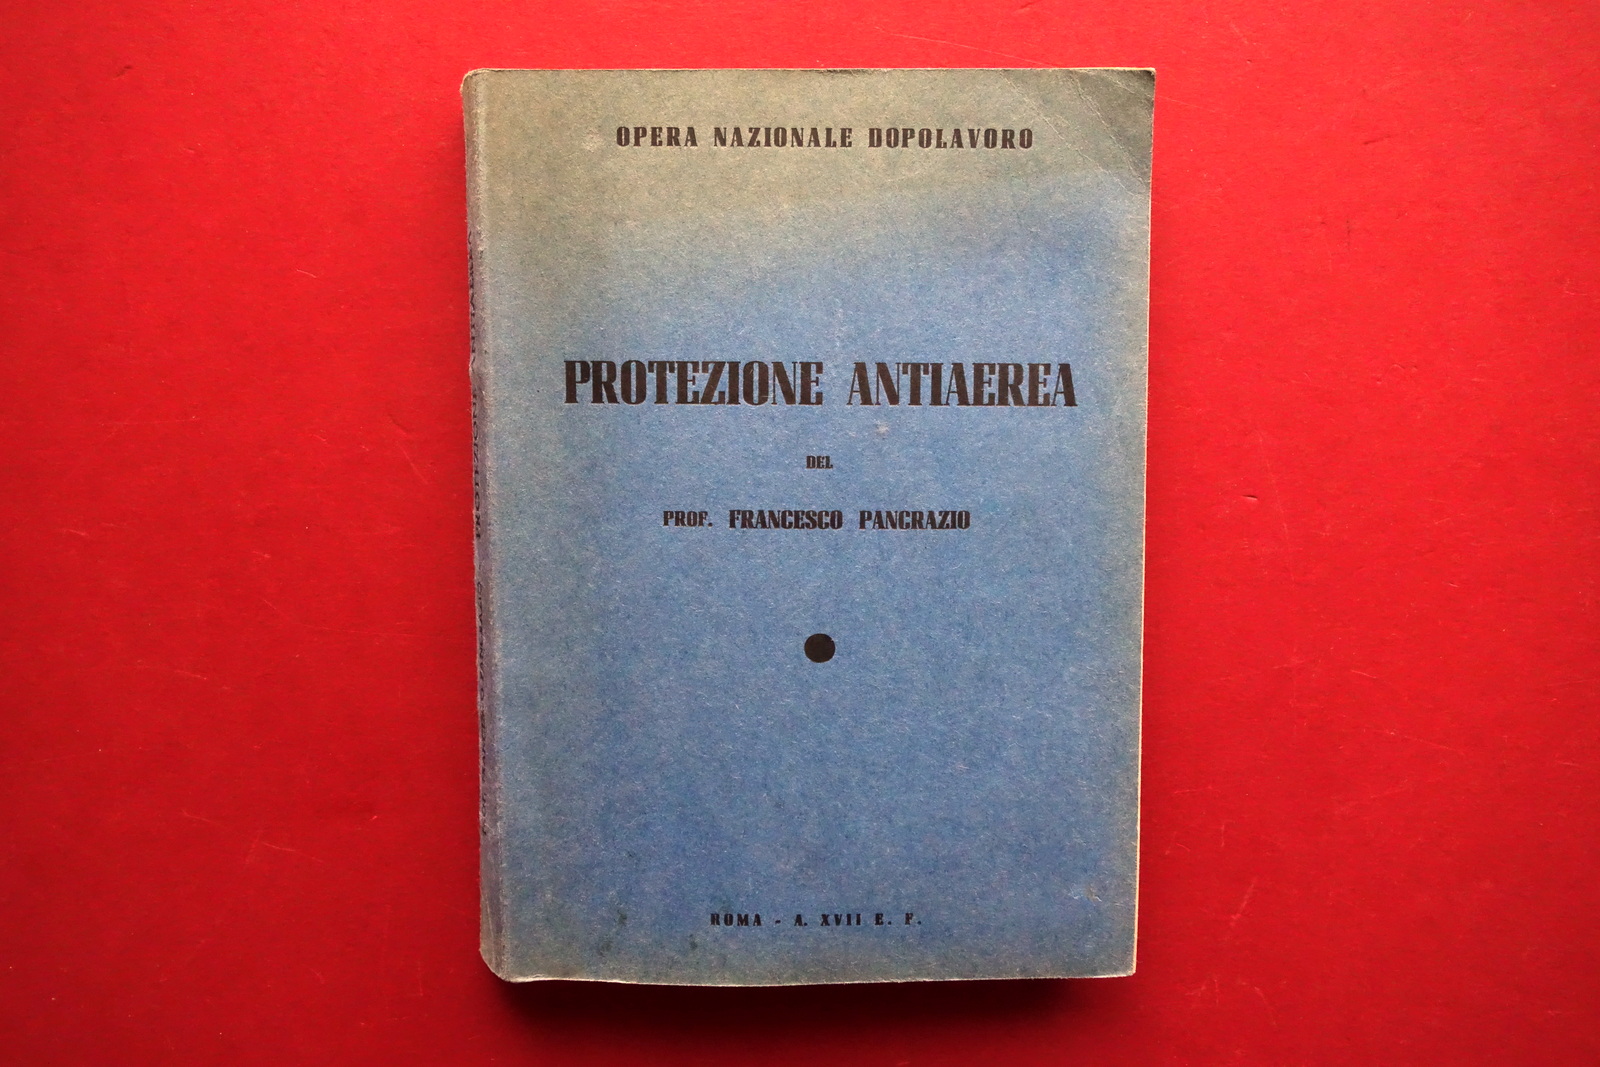 OPERA NAZIONALE DOPOLAVORO
PROTEZIONE ANTIAEREA
DEL
PROF. FRANCESCO PANCRAZIO
ROMA - A. XVII E. F.